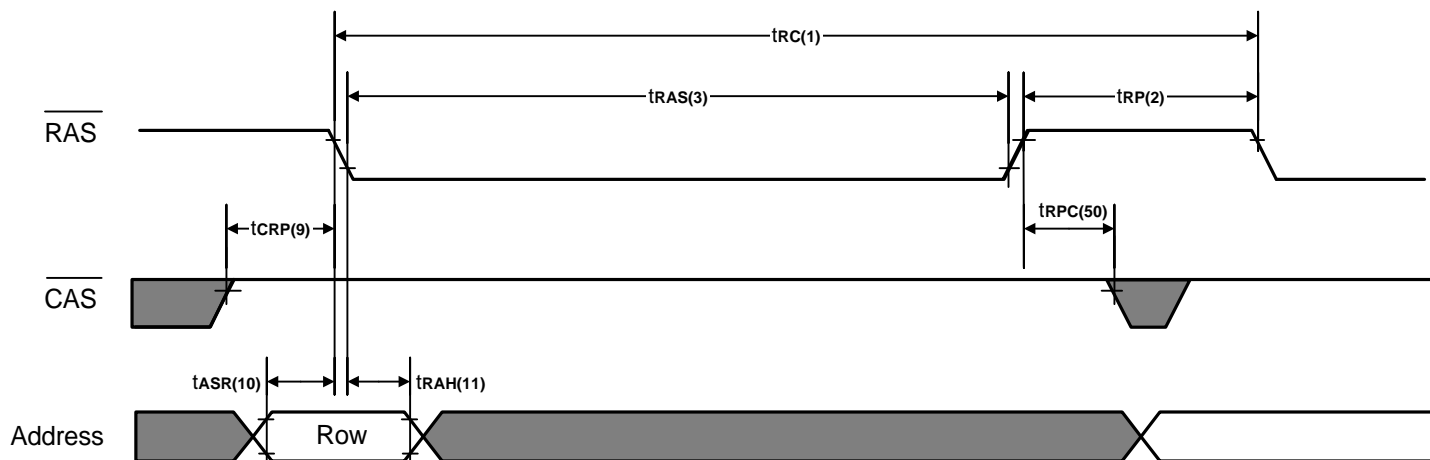 tRC(1)
tRAS(3)
tRP(2)
RAS
tCRP(9)
tRPC(50)
CAS
tASR(10)
tRAH(11)
Address
Row